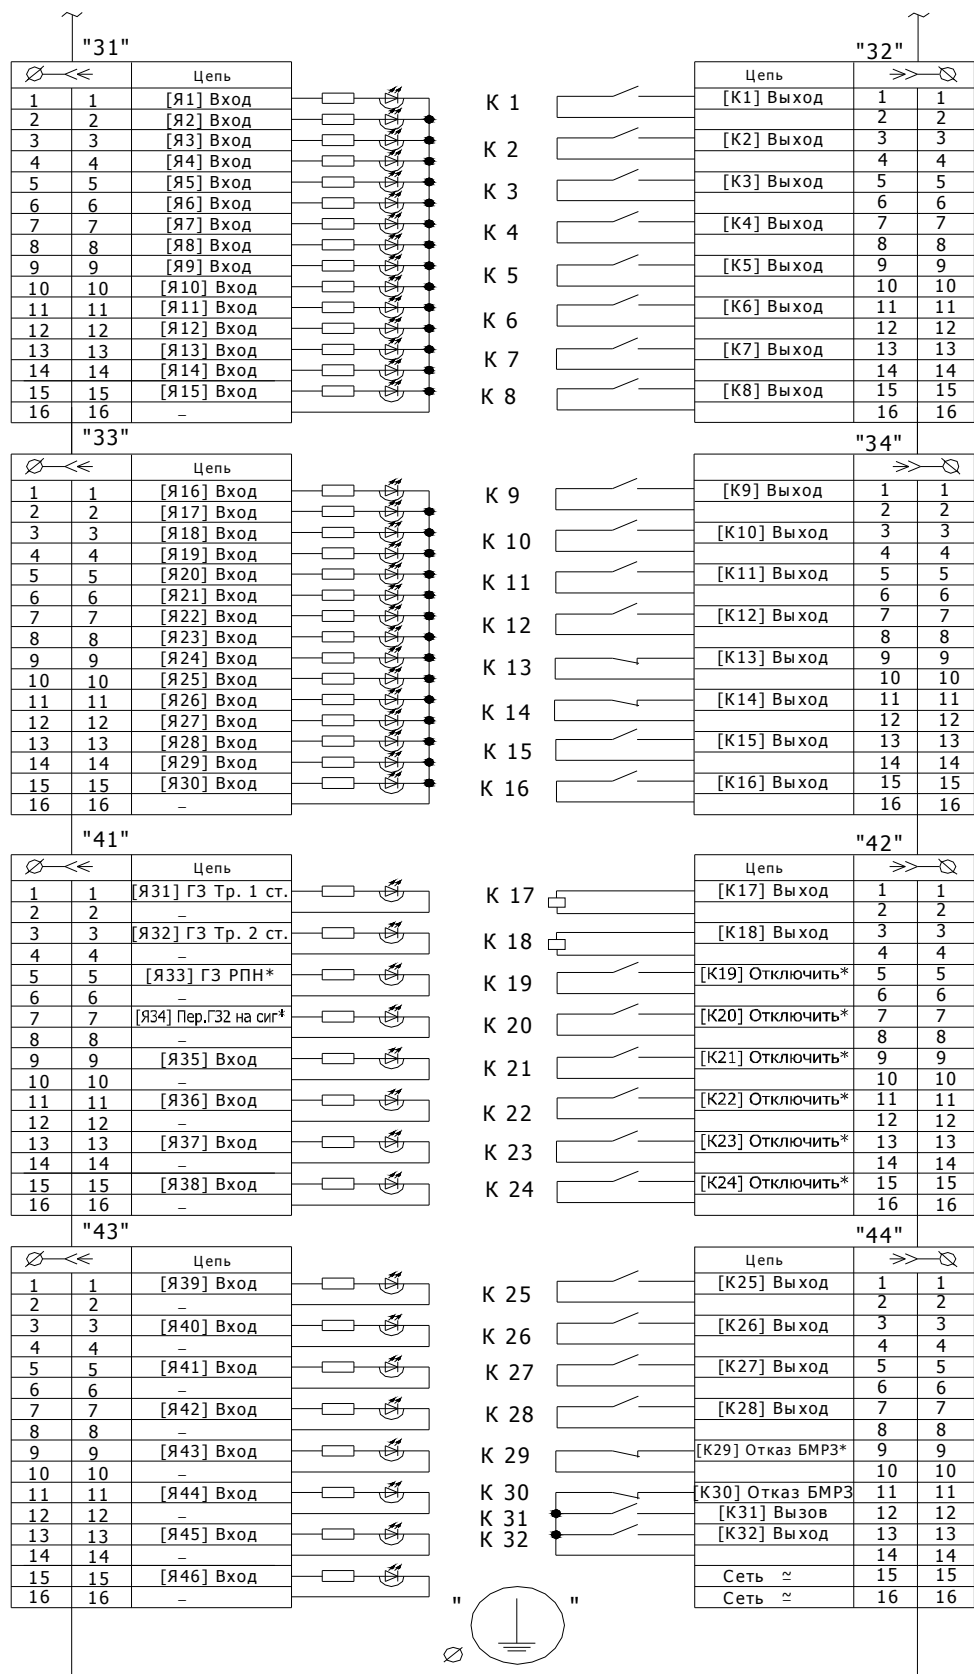 "31"
Цепь
1 1 [Я1] Вход
2 2 [Я2] Вход
3 3 [Я3] Вход
4 4 [Я4] Вход
5 5 [Я5] Вход
6 6 [Я6] Вход
7 7 [Я7] Вход
8 8 [Я8] Вход
9 9 [Я9] Вход
10 10 [Я10] Вход
11 11 [Я11] Вход
12 12 [Я12] Вход
13 13 [Я13] Вход
14 14 [Я14] Вход
15 15 [Я15] Вход
16 16 –
К 1
К 2
К 3
К 4
К 5
К 6
К 7
К 8
"32"
Цепь
[К1] Выход 1 1
2 2
[К2] Выход 3 3
4 4
[К3] Выход 5 5
6 6
[К4] Выход 7 7
8 8
[К5] Выход 9 9
10 10
[К6] Выход 11 11
12 12
[К7] Выход 13 13
14 14
[К8] Выход 15 15
16 16
"33"
Цепь
1 1 [Я16] Вход
2 2 [Я17] Вход
3 3 [Я18] Вход
4 4 [Я19] Вход
5 5 [Я20] Вход
6 6 [Я21] Вход
7 7 [Я22] Вход
8 8 [Я23] Вход
9 9 [Я24] Вход
10 10 [Я25] Вход
11 11 [Я26] Вход
12 12 [Я27] Вход
13 13 [Я28] Вход
14 14 [Я29] Вход
15 15 [Я30] Вход
16 16 –
К 9
К 10
К 11
К 12
К 13
К 14
К 15
К 16
"34"
[К9] Выход 1 1
2 2
[К10] Выход 3 3
4 4
[К11] Выход 5 5
6 6
[К12] Выход 7 7
8 8
[К13] Выход 9 9
10 10
[К14] Выход 11 11
12 12
[К15] Выход 13 13
14 14
[К16] Выход 15 15
16 16
"41"
Цепь
1 1 [Я31] ГЗ Тр. 1 ст.
2 2 –
3 3 [Я32] ГЗ Тр. 2 ст.
4 4 –
5 5 [Я33] ГЗ РПН*
6 6 –
7 7 [Я34] Пер.ГЗ2 на сиг*
8 8 –
9 9 [Я35] Вход
10 10 –
11 11 [Я36] Вход
12 12 –
13 13 [Я37] Вход
14 14 –
15 15 [Я38] Вход
16 16 –
К 17
К 18
К 19
К 20
К 21
К 22
К 23
К 24
"42"
Цепь
[К17] Выход 1 1
2 2
[К18] Выход 3 3
4 4
[К19] Отключить* 5 5
6 6
[К20] Отключить* 7 7
8 8
[К21] Отключить* 9 9
10 10
[К22] Отключить* 11 11
12 12
[К23] Отключить* 13 13
14 14
[К24] Отключить* 15 15
16 16
"43"
Цепь
1 1 [Я39] Вход
2 2 –
3 3 [Я40] Вход
4 4 –
5 5 [Я41] Вход
6 6 –
7 7 [Я42] Вход
8 8 –
9 9 [Я43] Вход
10 10 –
11 11 [Я44] Вход
12 12 –
13 13 [Я45] Вход
14 14 –
15 15 [Я46] Вход
16 16 –
К 25
К 26
К 27
К 28
К 29
К 30
К 31
К 32
"44"
Цепь
[К25] Выход 1 1
2 2
[К26] Выход 3 3
4 4
[К27] Выход 5 5
6 6
[К28] Выход 7 7
8 8
[К29] Отказ БМРЗ* 9 9
10 10
[К30] Отказ БМРЗ 11 11
[К31] Вызов 12 12
[К32] Выход 13 13
14 14
Сеть ≃ 15 15
Сеть ≃ 16 16
" "